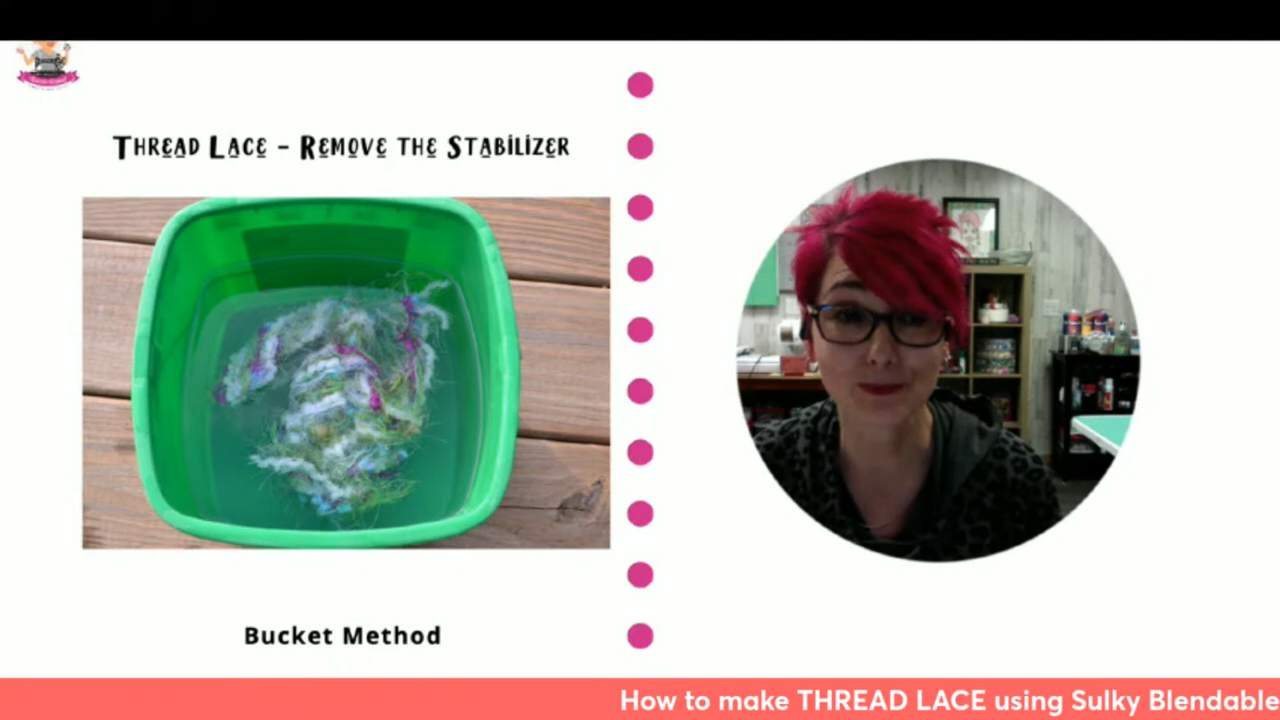 Thread Lace - Remove the Stabilizer
Bucket Method
How to make THREAD LACE using Sulky Blendable